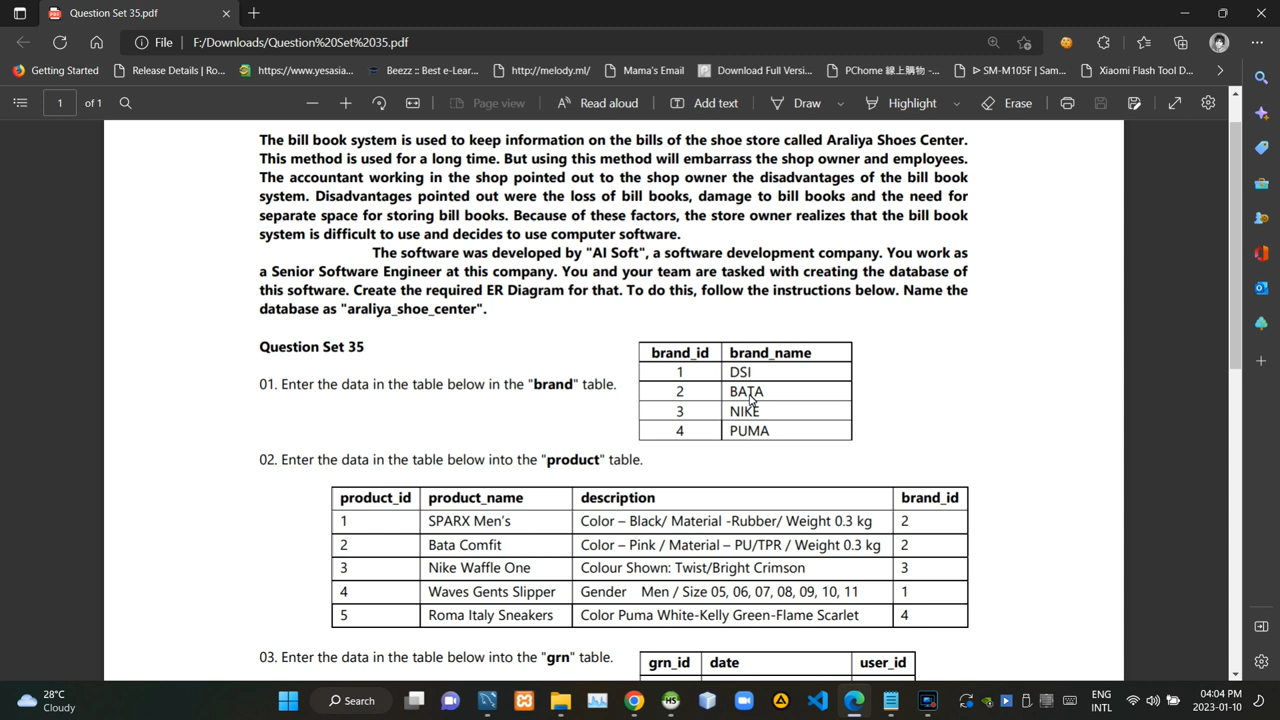 Question Set 35.pdf
File
F:/Downloads/Question%20Set%2035.pdf
Getting Started
Release Details | Ro...
https://www.yesasia...
Beezz :: Best e-Lear...
http://melody.ml/
Mama's Email
Download Full Versi...
PChome 線上購物 -...
ᐅ SM-M105F | Sam...
Xiaomi Flash Tool D...
1
of 1
Page view
Read aloud
Add text
Draw
Highlight
Erase
The bill book system is used to keep information on the bills of the shoe store called Araliya Shoes Center.
This method is used for a long time. But using this method will embarrass the shop owner and employees.
The accountant working in the shop pointed out to the shop owner the disadvantages of the bill book
system. Disadvantages pointed out were the loss of bill books, damage to bill books and the need for
separate space for storing bill books. Because of these factors, the store owner realizes that the bill book
system is difficult to use and decides to use computer software.
The software was developed by "AI Soft", a software development company. You work as
a Senior Software Engineer at this company. You and your team are tasked with creating the database of
this software. Create the required ER Diagram for that. To do this, follow the instructions below. Name the
database as "araliya_shoe_center".
Question Set 35
01. Enter the data in the table below in the "brand" table.
brand_id brand_name
1 DSI
2 BATA
3 NIKE
4 PUMA
02. Enter the data in the table below into the "product" table.
product_id product_name description brand_id
1 SPARX Men's Color – Black/ Material -Rubber/ Weight 0.3 kg 2
2 Bata Comfit Color – Pink / Material – PU/TPR / Weight 0.3 kg 2
3 Nike Waffle One Colour Shown: Twist/Bright Crimson 3
4 Waves Gents Slipper Gender Men / Size 05, 06, 07, 08, 09, 10, 11 1
5 Roma Italy Sneakers Color Puma White-Kelly Green-Flame Scarlet 4
03. Enter the data in the table below into the "grn" table.
grn_id date user_id
28°C
Cloudy
Search
ENG
INTL
04:04 PM
2023-01-10